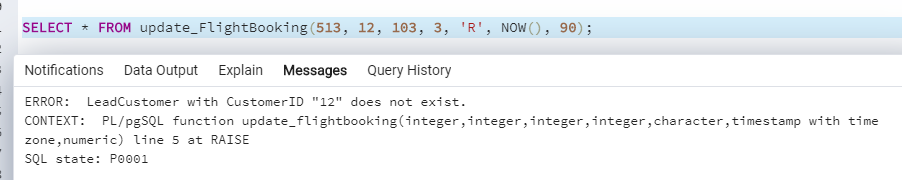 SELECT * FROM update_FlightBooking(513, 12, 103, 3, 'R', NOW(), 90);
Notifications Data Output Explain Messages Query History
ERROR:  LeadCustomer with CustomerID "12" does not exist.
CONTEXT:  PL/pgSQL function update_flightbooking(integer,integer,integer,integer,character,timestamp with time
zone,numeric) line 5 at RAISE
SQL state: P0001